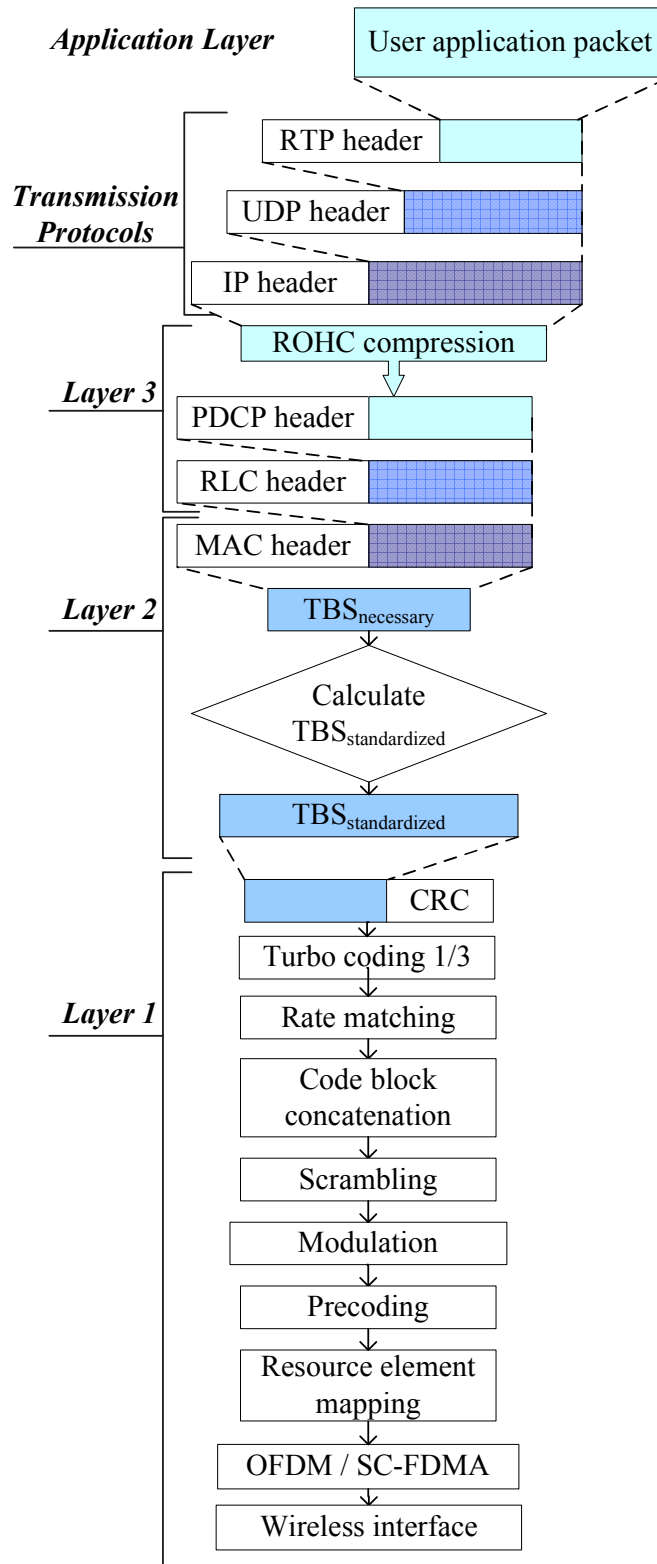 Application Layer
User application packet
RTP header
Transmission
Protocols
UDP header
IP header
ROHC compression
Layer 3
PDCP header
RLC header
MAC header
Layer 2
TBSnecessary
Calculate
TBSstandardized
TBSstandardized
CRC
Turbo coding 1/3
Layer 1
Rate matching
Code block
concatenation
Scrambling
Modulation
Precoding
Resource element
mapping
OFDM / SC-FDMA
Wireless interface